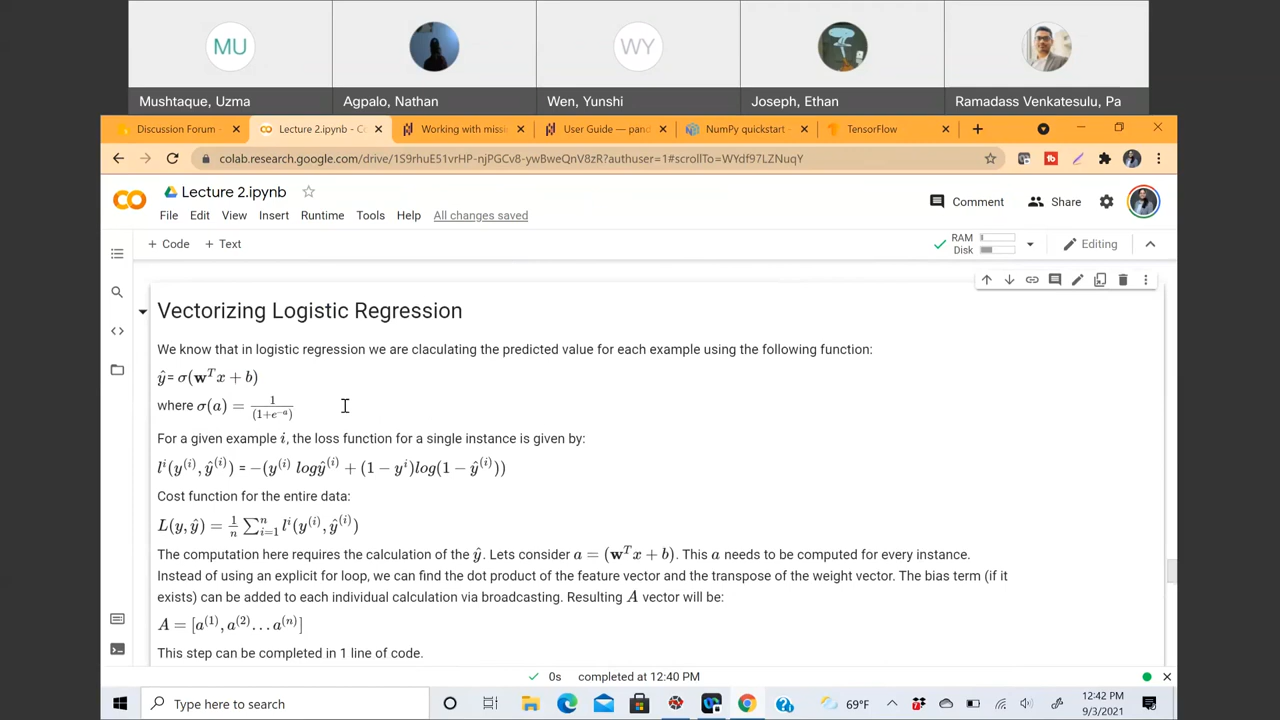 MU WY
Mushtaque, Uzma Agpalo, Nathan Wen, Yunshi Joseph, Ethan Ramadass Venkatesulu, Pa
Discussion Forum - Lecture 2.ipynb - Co Working with missi User Guide — pand NumPy quickstart - TensorFlow
colab.research.google.com/drive/1S9rhuE51vrHP-njPGCv8-ywBweQnV8zR?authuser=1#scrollTo=WYdf97LZNuqY
Lecture 2.ipynb
File Edit View Insert Runtime Tools Help All changes saved Comment Share
+ Code + Text RAM Disk Editing
Vectorizing Logistic Regression
We know that in logistic regression we are claculating the predicted value for each example using the following function:
ŷ= σ(w^T x + b)
where σ(a) = 1/(1+e^{-a})
For a given example i, the loss function for a single instance is given by:
l^i(y^{(i)}, ŷ^{(i)}) = −(y^{(i)} logŷ^{(i)} + (1 − y^i)log(1 − ŷ^{(i)}))
Cost function for the entire data:
L(y, ŷ) = 1/n ∑_{i=1}^n l^i(y^{(i)}, ŷ^{(i)})
The computation here requires the calculation of the ŷ. Lets consider a = (w^T x + b). This a needs to be computed for every instance.
Instead of using an explicit for loop, we can find the dot product of the feature vector and the transpose of the weight vector. The bias term (if it
exists) can be added to each individual calculation via broadcasting. Resulting A vector will be:
A = [a^{(1)}, a^{(2)}...a^{(n)}]
This step can be completed in 1 line of code.
0s completed at 12:40 PM
Type here to search 69°F 12:42 PM
9/3/2021